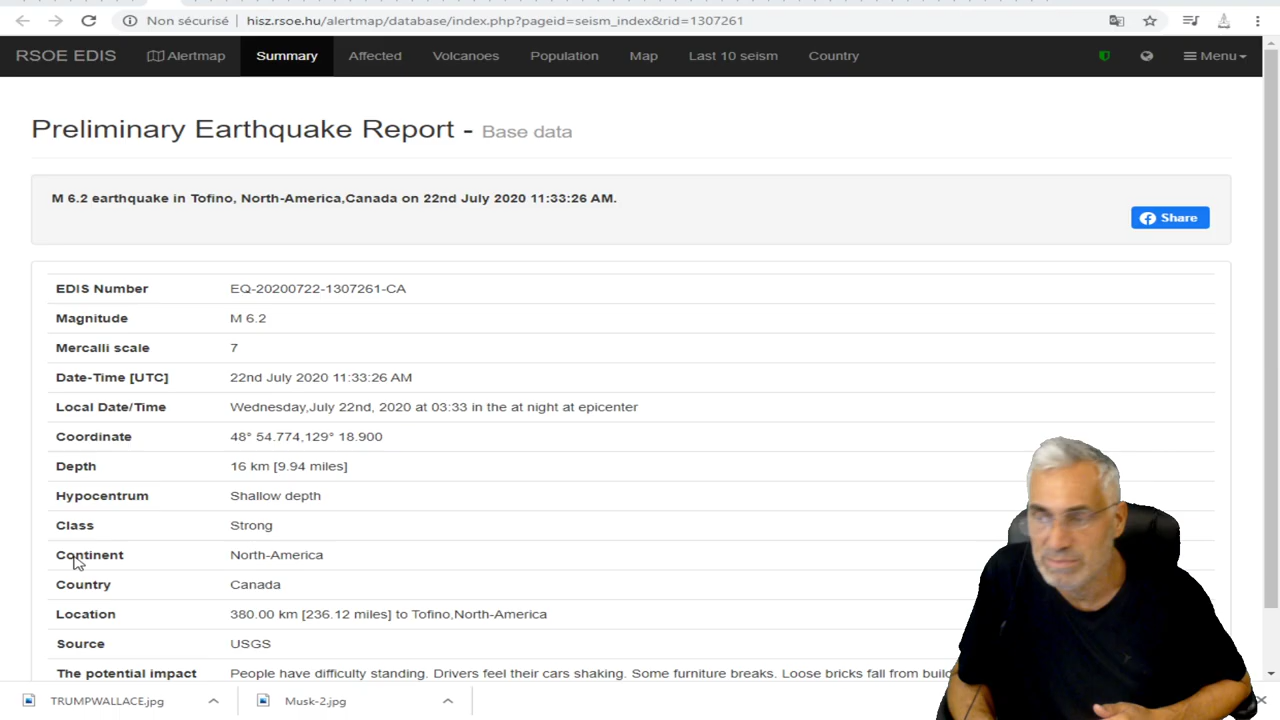 Non sécurisé | hisz.rsoe.hu/alertmap/database/index.php?pageid=seism_index&rid=1307261
RSOE EDIS Alertmap Summary Affected Volcanoes Population Map Last 10 seism Country Menu
Preliminary Earthquake Report - Base data
M 6.2 earthquake in Tofino, North-America,Canada on 22nd July 2020 11:33:26 AM.
Share
EDIS Number EQ-20200722-1307261-CA
Magnitude M 6.2
Mercalli scale 7
Date-Time [UTC] 22nd July 2020 11:33:26 AM
Local Date/Time Wednesday,July 22nd, 2020 at 03:33 in the at night at epicenter
Coordinate 48° 54.774,129° 18.900
Depth 16 km [9.94 miles]
Hypocentrum Shallow depth
Class Strong
Continent North-America
Country Canada
Location 380.00 km [236.12 miles] to Tofino,North-America
Source USGS
The potential impact People have difficulty standing. Drivers feel their cars shaking. Some furniture breaks. Loose bricks fall from
TRUMPWALLACE.jpg Musk-2.jpg